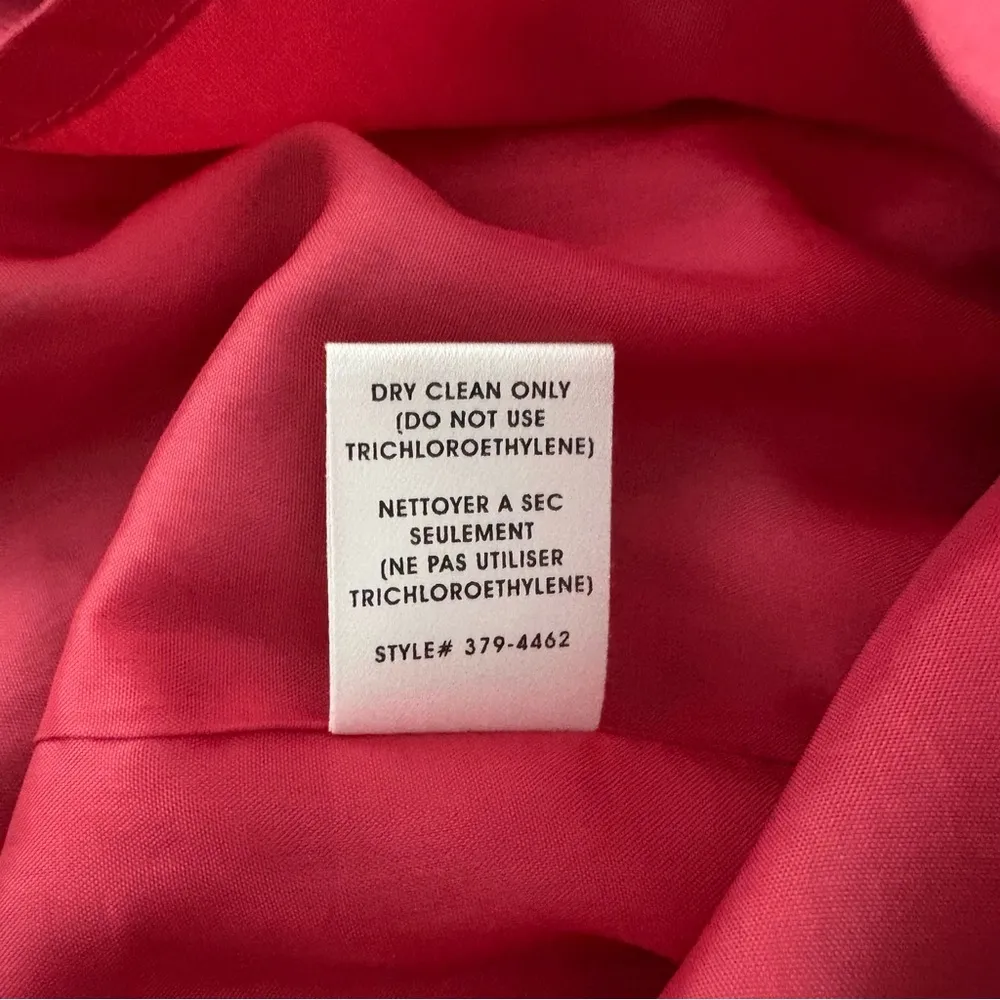 DRY CLEAN ONLY
(DO NOT USE
TRICHLOROETHYLENE)
NETTOYER A SEC
SEULEMENT
(NE PAS UTILISER
TRICHLOROETHYLENE)
STYLE# 379-4462